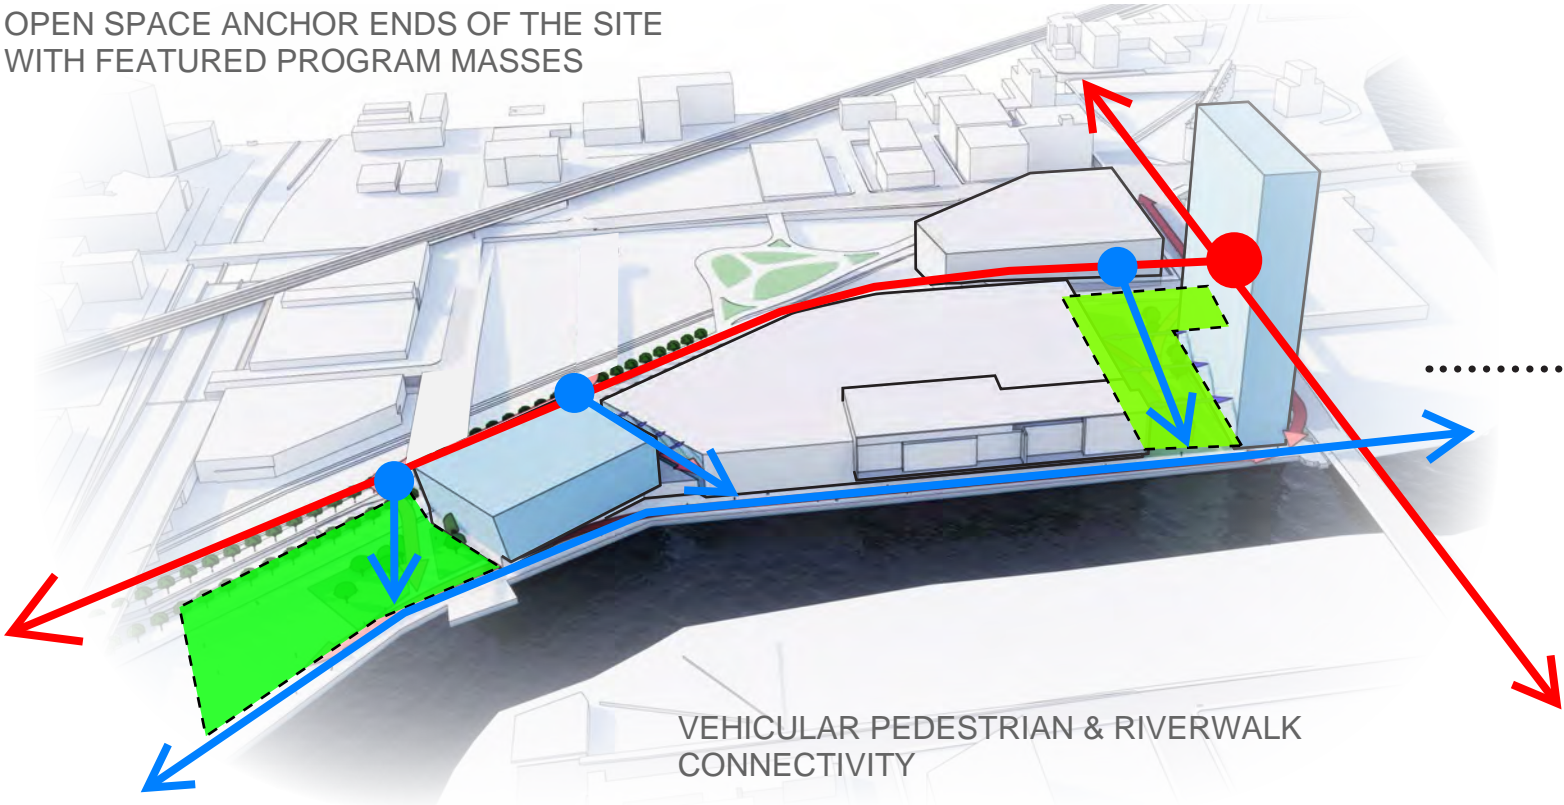 OPEN SPACE ANCHOR ENDS OF THE SITE
WITH FEATURED PROGRAM MASSES
VEHICULAR PEDESTRIAN & RIVERWALK
CONNECTIVITY